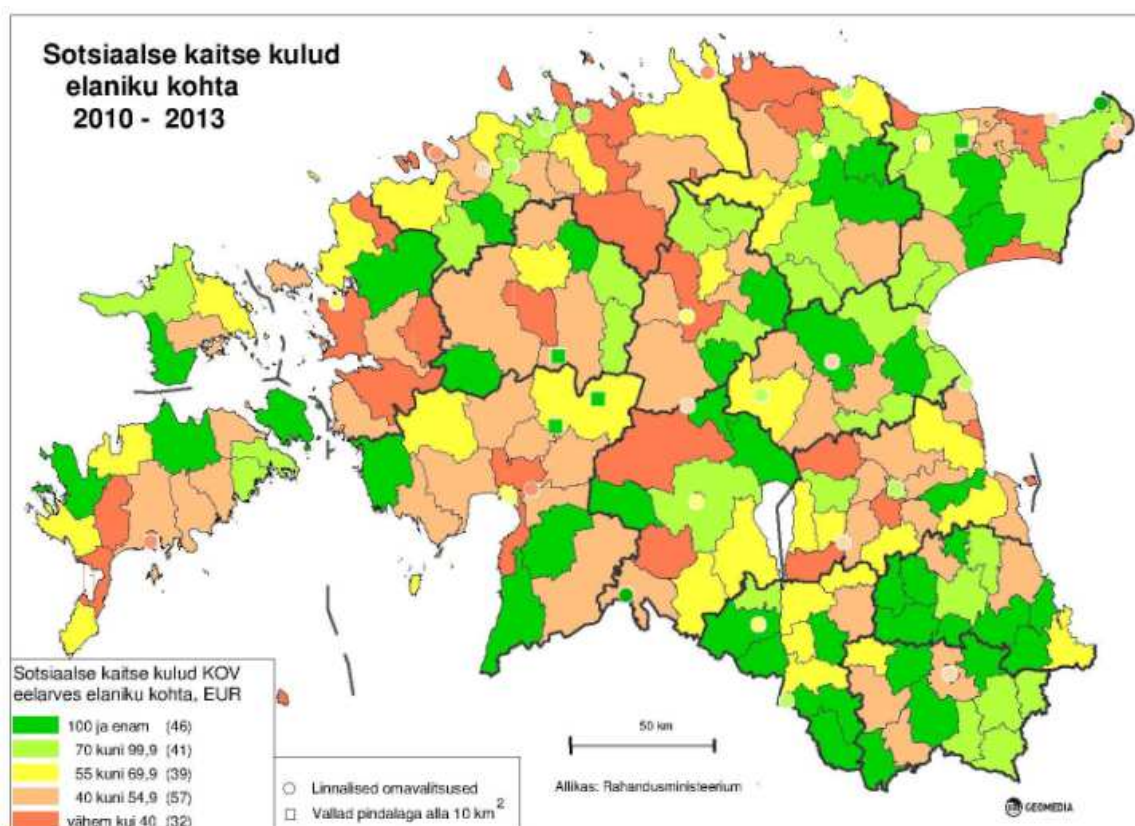 Sotsiaalse kaitse kulud
elaniku kohta
2010 - 2013
Sotsiaalse kaitse kulud KOV
eelarves elaniku kohta, EUR
100 ja enam (46)
70 kuni 99,9 (41)
55 kuni 69,9 (39)
40 kuni 54,9 (57)
vähem kui 40 (32)
Linnalised omavalitsused
Vallad pindalaga alla 10 km²
50 km
Allikas: Rahandusministeerium
GEOMEDIA